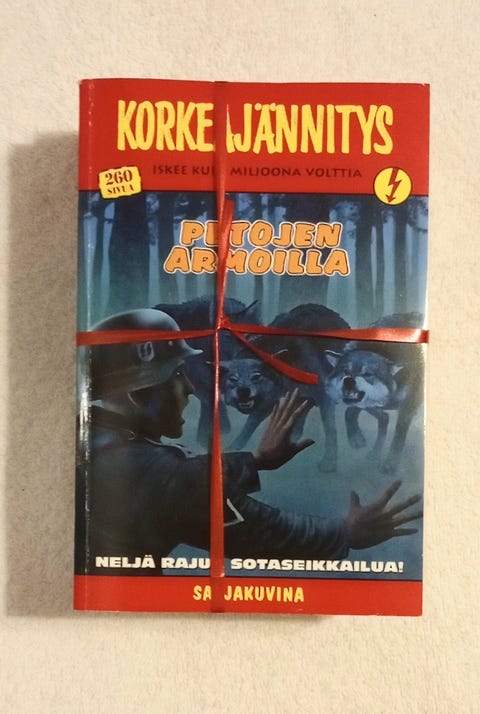 KORKEAJÄNNITYS
ISKEE KUIN MILJOONA VOLTTIA
260
SIVUA
PETOJEN
ARMOILLA
NELJÄ RAJUA SOTASEIKKAILUA!
SARJAKUVINA